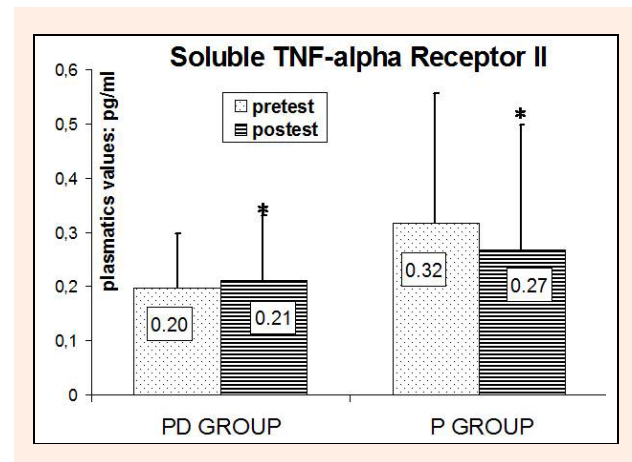 Soluble TNF-alpha Receptor II
plasmatics values: pg/ml
0,6
0,5
0,4
0,3
0,2
0,1
0
pretest
postest
*
*
0.20
0.21
0.32
0.27
PD GROUP
P GROUP